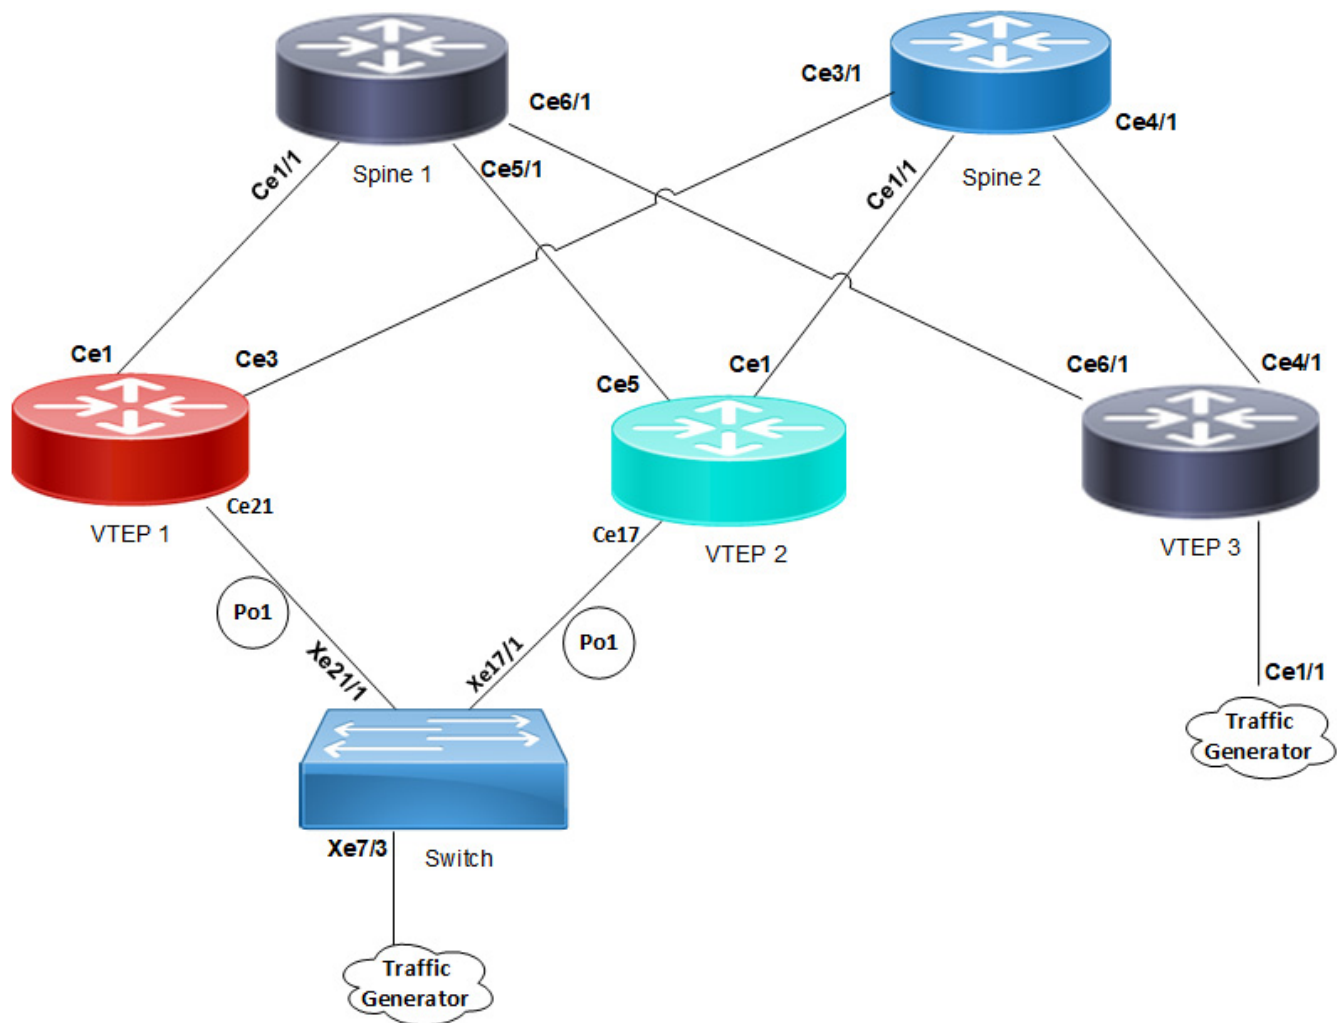 Ce3/1
Ce6/1
Ce4/1
Spine 1
Ce1/1
Ce5/1
Ce1/1
Spine 2
Ce1
Ce3
Ce5
Ce1
Ce6/1
Ce4/1
Ce21
VTEP 1
Ce17
VTEP 2
VTEP 3
Po1
Po1
Xe21/1
Xe17/1
Ce1/1
Traffic
Generator
Xe7/3
Switch
Traffic
Generator